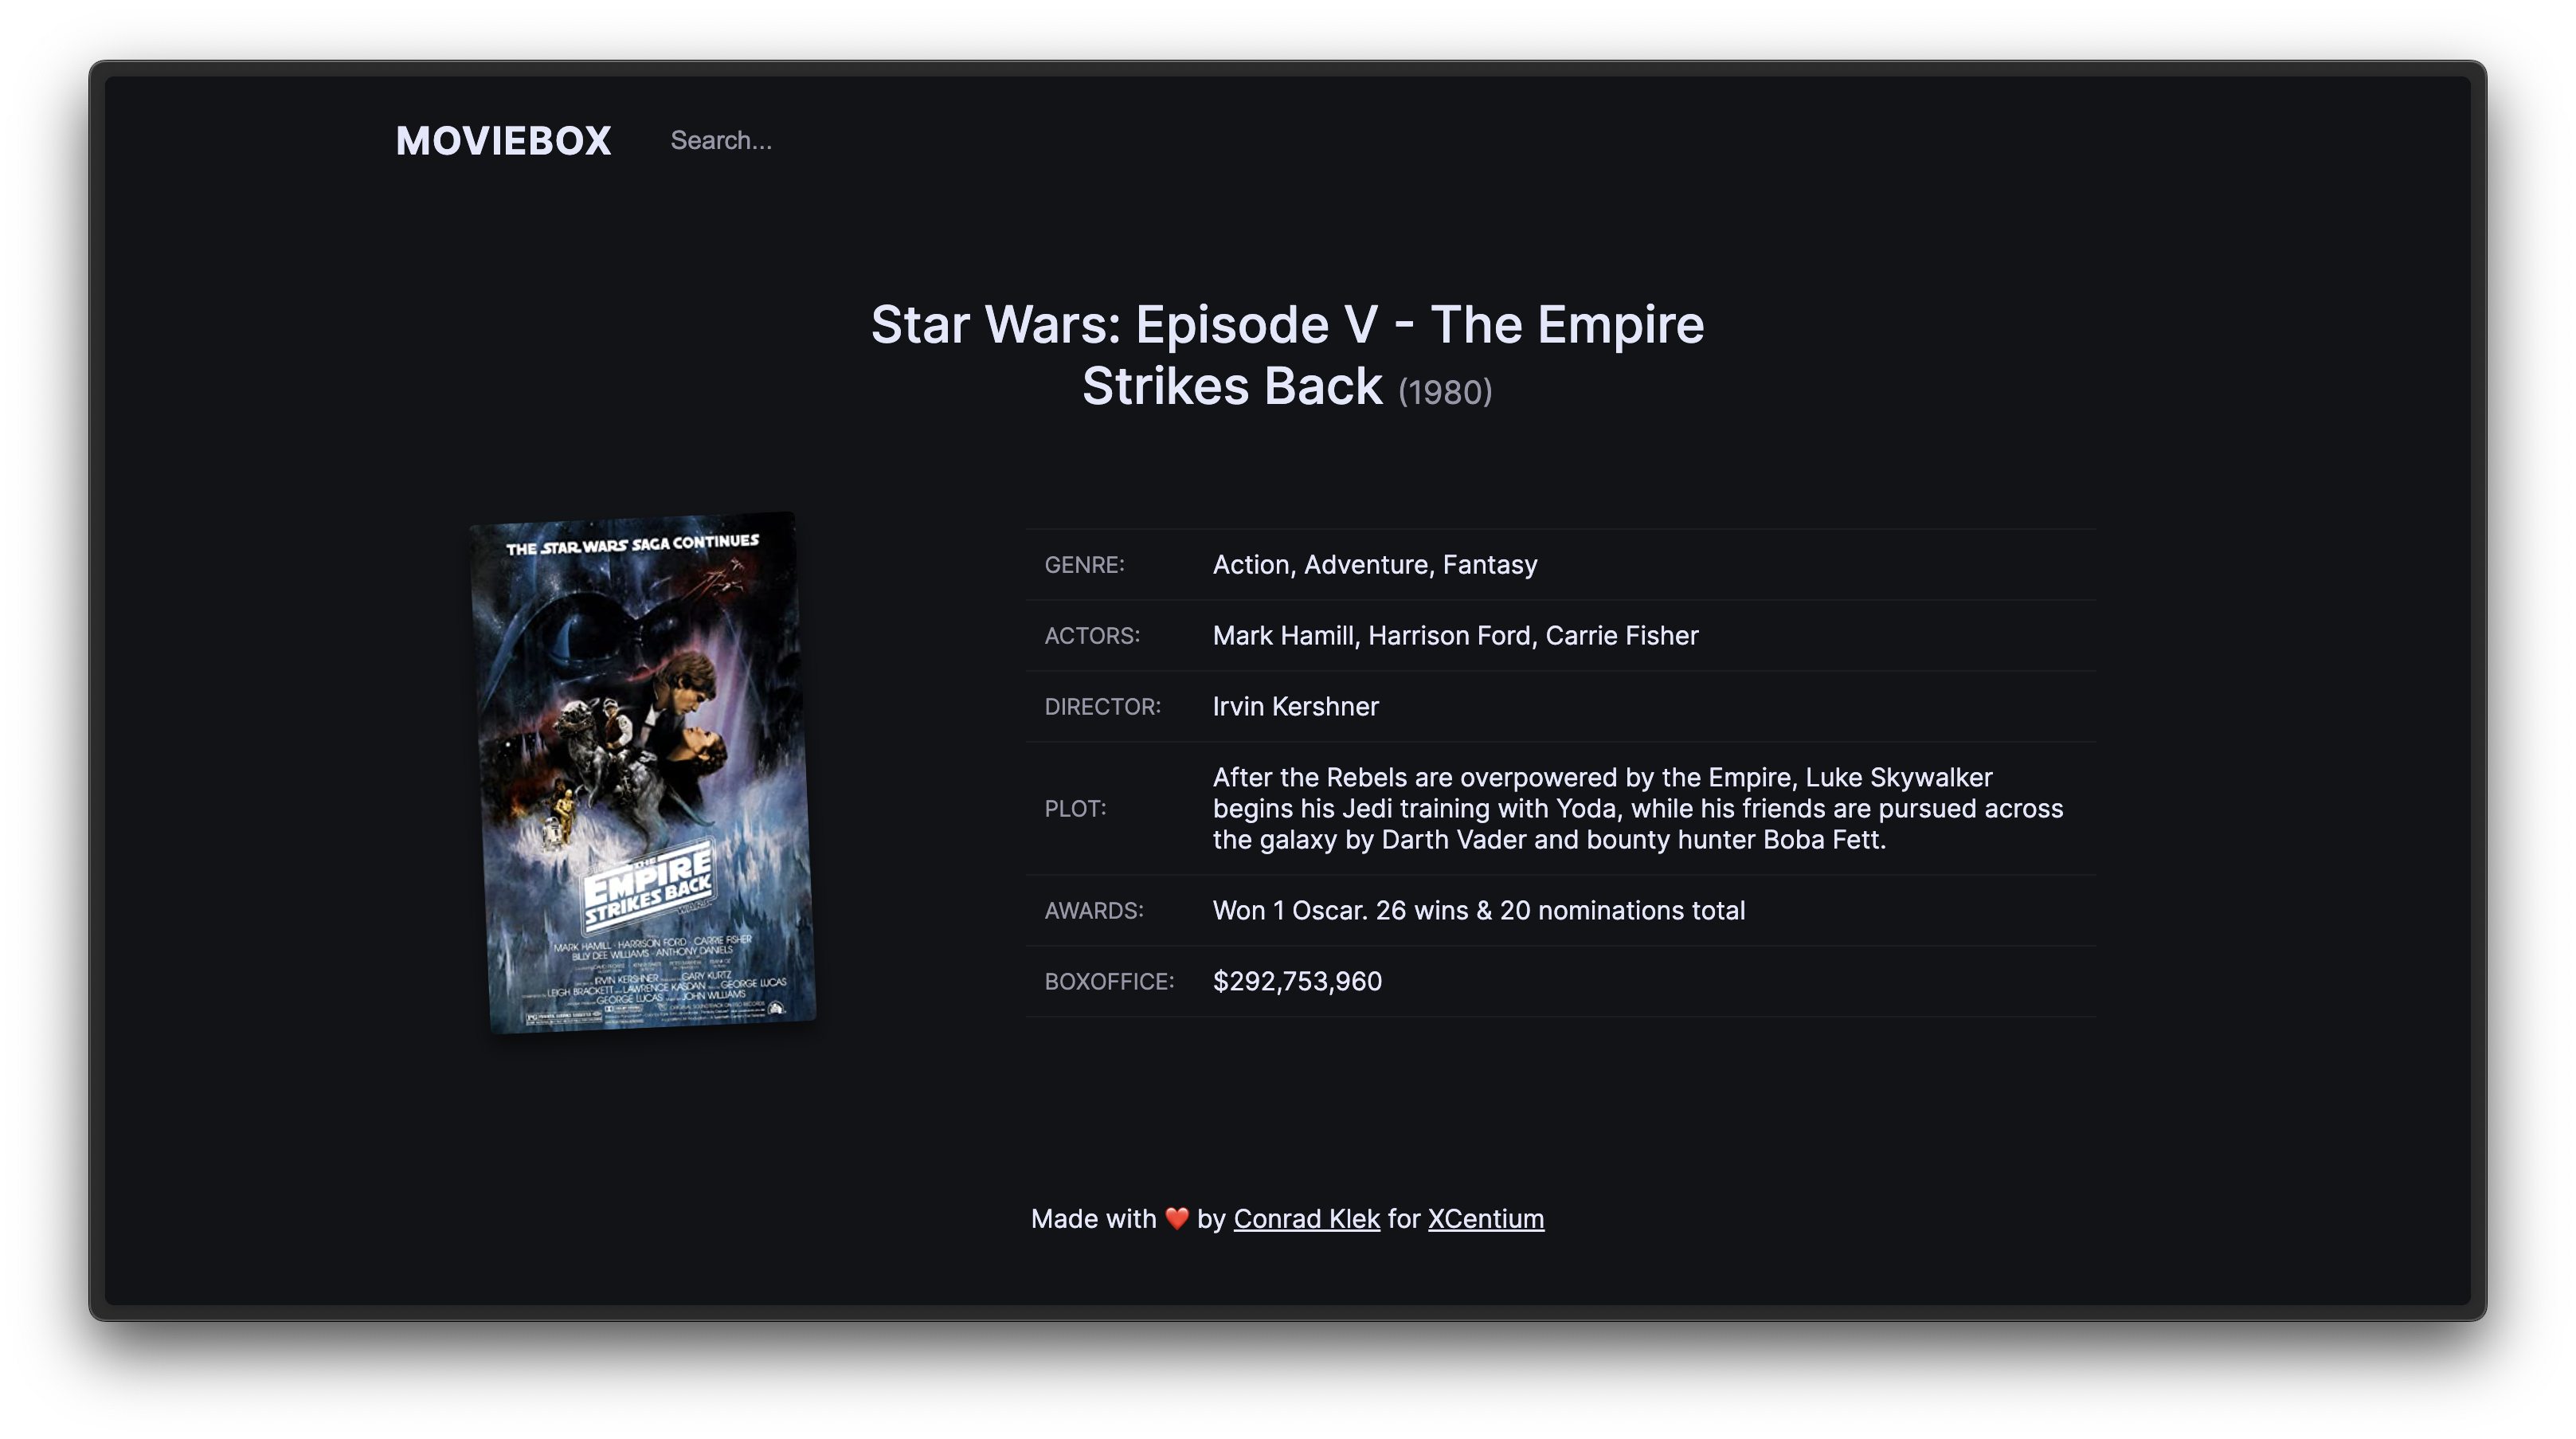 MOVIEBOX Search...
Star Wars: Episode V - The Empire
Strikes Back (1980)
THE STAR WARS SAGA CONTINUES
THE
EMPIRE
STRIKES BACK
WARS
MARK HAMILL · HARRISON FORD · CARRIE FISHER
BILLY DEE WILLIAMS · ANTHONY DANIELS
IRVIN KERSHNER GARY KURTZ
LEIGH BRACKETT LAWRENCE KASDAN GEORGE LUCAS
GEORGE LUCAS JOHN WILLIAMS
PG
GENRE: Action, Adventure, Fantasy
ACTORS: Mark Hamill, Harrison Ford, Carrie Fisher
DIRECTOR: Irvin Kershner
PLOT: After the Rebels are overpowered by the Empire, Luke Skywalker
begins his Jedi training with Yoda, while his friends are pursued across
the galaxy by Darth Vader and bounty hunter Boba Fett.
AWARDS: Won 1 Oscar. 26 wins & 20 nominations total
BOXOFFICE: $292,753,960
Made with ❤️ by Conrad Klek for XCentium